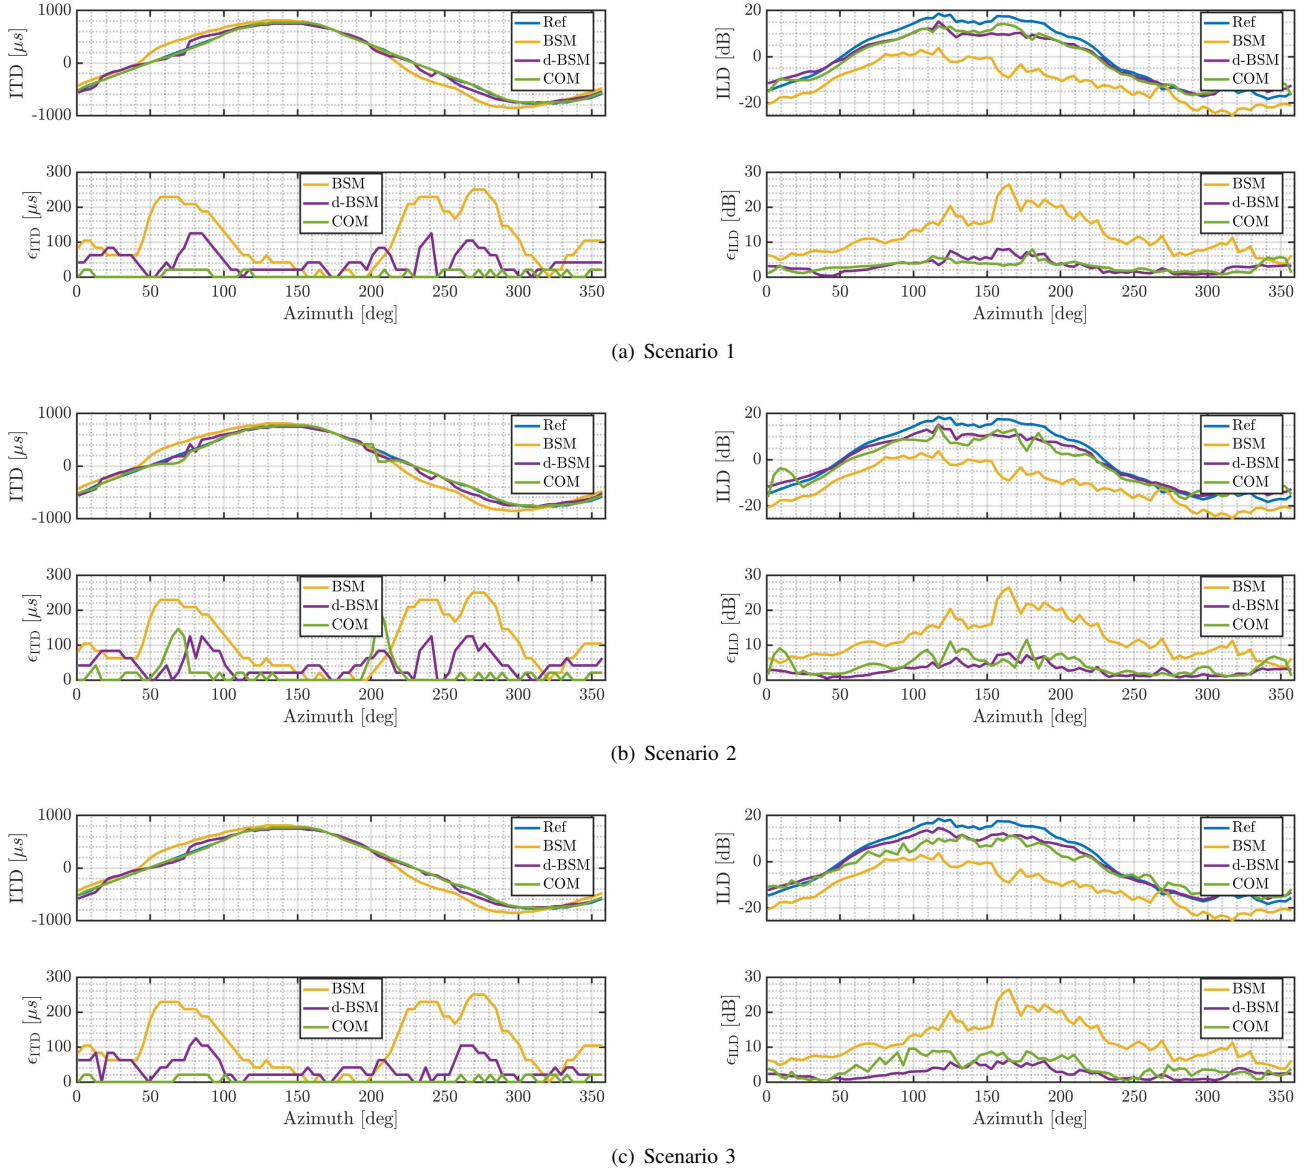 ITD [μs]
1000
0
-1000
Ref
BSM
d-BSM
COM
ILD [dB]
20
0
-20
Ref
BSM
d-BSM
COM
ϵITD [μs]
300
200
100
0
BSM
d-BSM
COM
0 50 100 150 200 250 300 350
Azimuth [deg]
ϵILD [dB]
30
20
10
0
BSM
d-BSM
COM
0 50 100 150 200 250 300 350
Azimuth [deg]
(a) Scenario 1
ITD [μs]
1000
0
-1000
Ref
BSM
d-BSM
COM
ILD [dB]
20
0
-20
Ref
BSM
d-BSM
COM
ϵITD [μs]
300
200
100
0
BSM
d-BSM
COM
0 50 100 150 200 250 300 350
Azimuth [deg]
ϵILD [dB]
30
20
10
0
BSM
d-BSM
COM
0 50 100 150 200 250 300 350
Azimuth [deg]
(b) Scenario 2
ITD [μs]
1000
0
-1000
Ref
BSM
d-BSM
COM
ILD [dB]
20
0
-20
Ref
BSM
d-BSM
COM
ϵITD [μs]
300
200
100
0
BSM
d-BSM
COM
0 50 100 150 200 250 300 350
Azimuth [deg]
ϵILD [dB]
30
20
10
0
BSM
d-BSM
COM
0 50 100 150 200 250 300 350
Azimuth [deg]
(c) Scenario 3